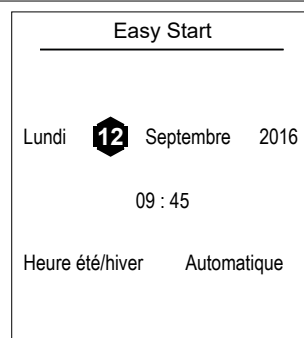 Easy Start
Lundi 12 Septembre 2016
09 : 45
Heure été/hiver Automatique